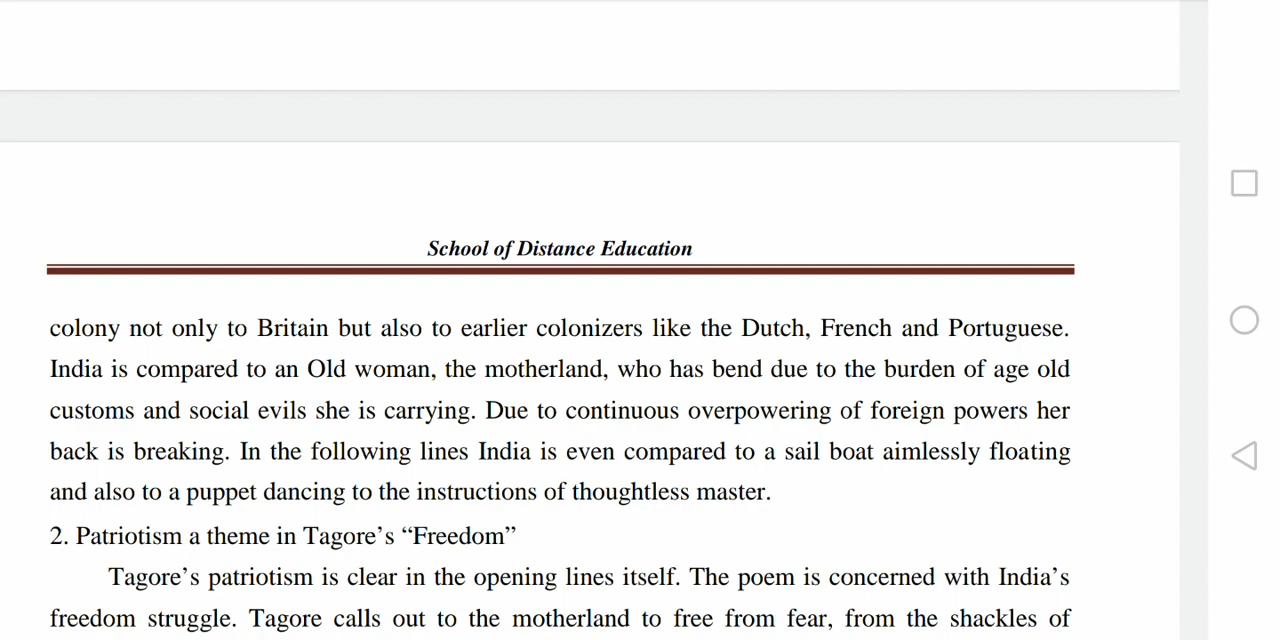 School of Distance Education
colony not only to Britain but also to earlier colonizers like the Dutch, French and Portuguese.
India is compared to an Old woman, the motherland, who has bend due to the burden of age old
customs and social evils she is carrying. Due to continuous overpowering of foreign powers her
back is breaking. In the following lines India is even compared to a sail boat aimlessly floating
and also to a puppet dancing to the instructions of thoughtless master.
2. Patriotism a theme in Tagore’s “Freedom”
Tagore’s patriotism is clear in the opening lines itself. The poem is concerned with India’s
freedom struggle. Tagore calls out to the motherland to free from fear, from the shackles of